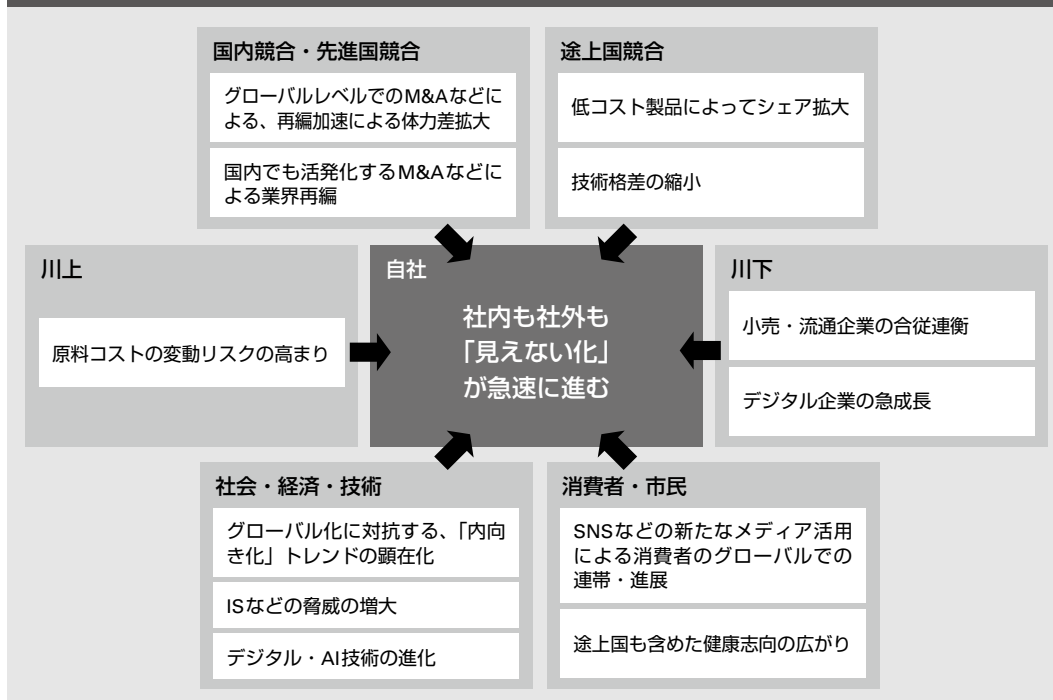 国内競合・先進国競合
グローバルレベルでのM&Aなどに
よる、再編加速による体力差拡大
国内でも活発化するM&Aなどに
よる業界再編
途上国競合
低コスト製品によってシェア拡大
技術格差の縮小
川上
原料コストの変動リスクの高まり
自社
社内も社外も
「見えない化」
が急速に進む
川下
小売・流通企業の合従連衡
デジタル企業の急成長
社会・経済・技術
グローバル化に対抗する、「内向
き化」トレンドの顕在化
ISなどの脅威の増大
デジタル・AI技術の進化
消費者・市民
SNSなどの新たなメディア活用
による消費者のグローバルでの
連帯・進展
途上国も含めた健康志向の広がり